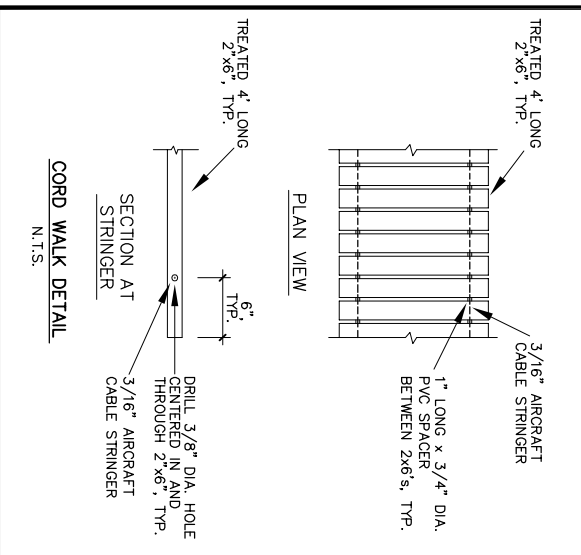 TREATED 4' LONG
2"x6", TYP.
3/16" AIRCRAFT
CABLE STRINGER
1" LONG x 3/4" DIA.
PVC SPACER
BETWEEN 2x6's, TYP.
PLAN VIEW
TREATED 4' LONG
2"x6", TYP.
6",
TYP.
DRILL 3/8" DIA. HOLE
CENTERED IN AND
THROUGH 2"x6", TYP.
3/16" AIRCRAFT
CABLE STRINGER
SECTION AT
STRINGER
CORD WALK DETAIL
N.T.S.